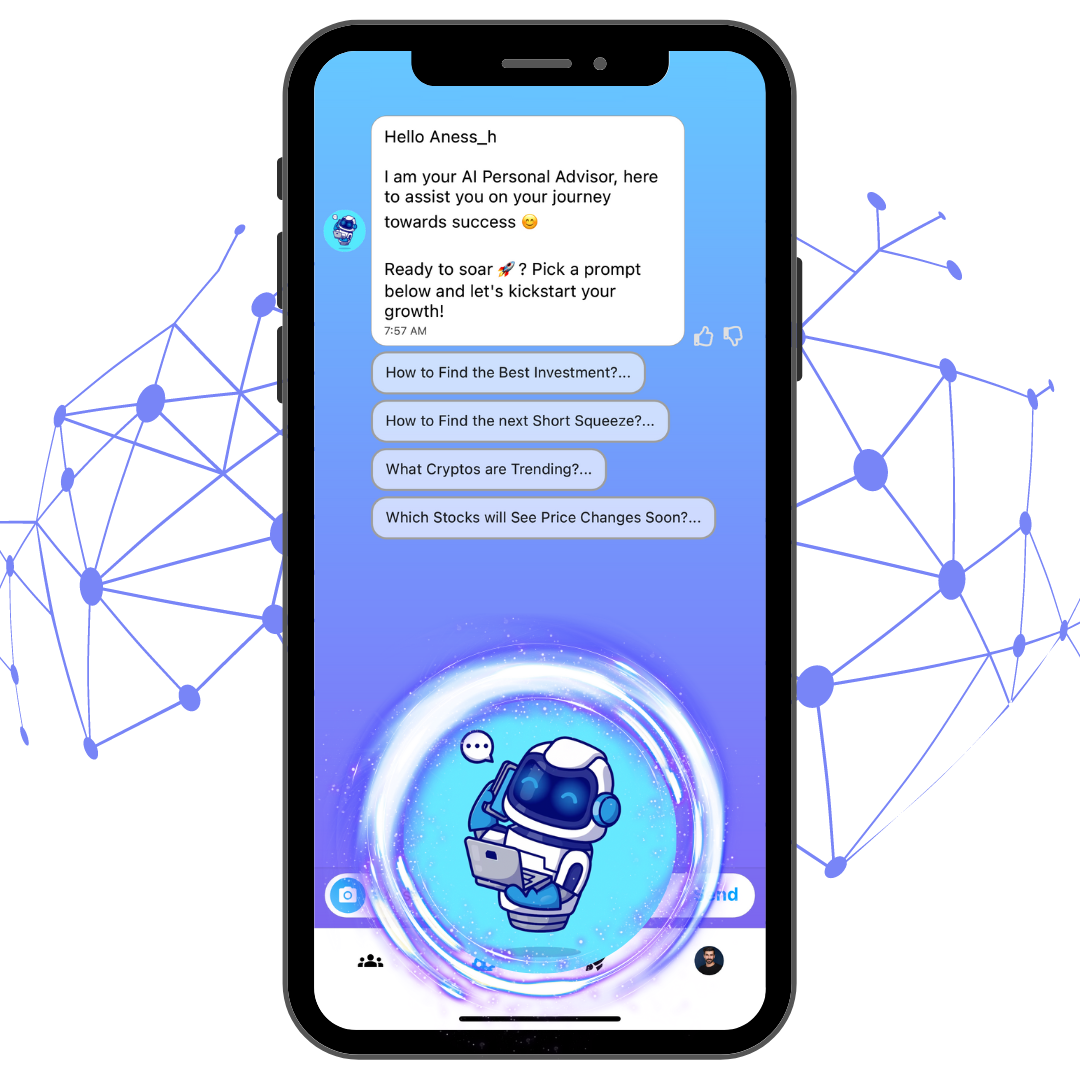 Hello Aness_h
I am your AI Personal Advisor, here
to assist you on your journey
towards success 😊
Ready to soar 🚀 ? Pick a prompt
below and let's kickstart your
growth!
7:57 AM
How to Find the Best Investment?...
How to Find the next Short Squeeze?...
What Cryptos are Trending?...
Which Stocks will See Price Changes Soon?...